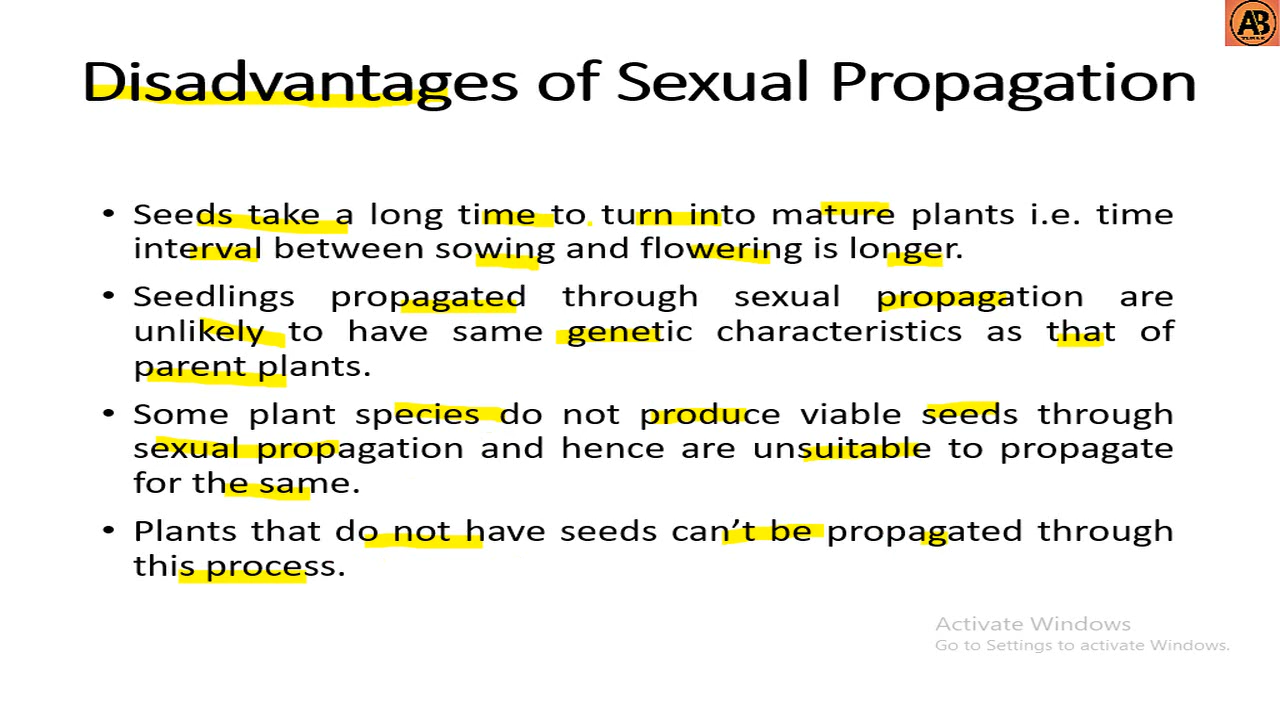 AB
Disadvantages of Sexual Propagation
• Seeds take a long time to turn into mature plants i.e. time
interval between sowing and flowering is longer.
• Seedlings propagated through sexual propagation are
unlikely to have same genetic characteristics as that of
parent plants.
• Some plant species do not produce viable seeds through
sexual propagation and hence are unsuitable to propagate
for the same.
• Plants that do not have seeds can’t be propagated through
this process.
Activate Windows
Go to Settings to activate Windows.